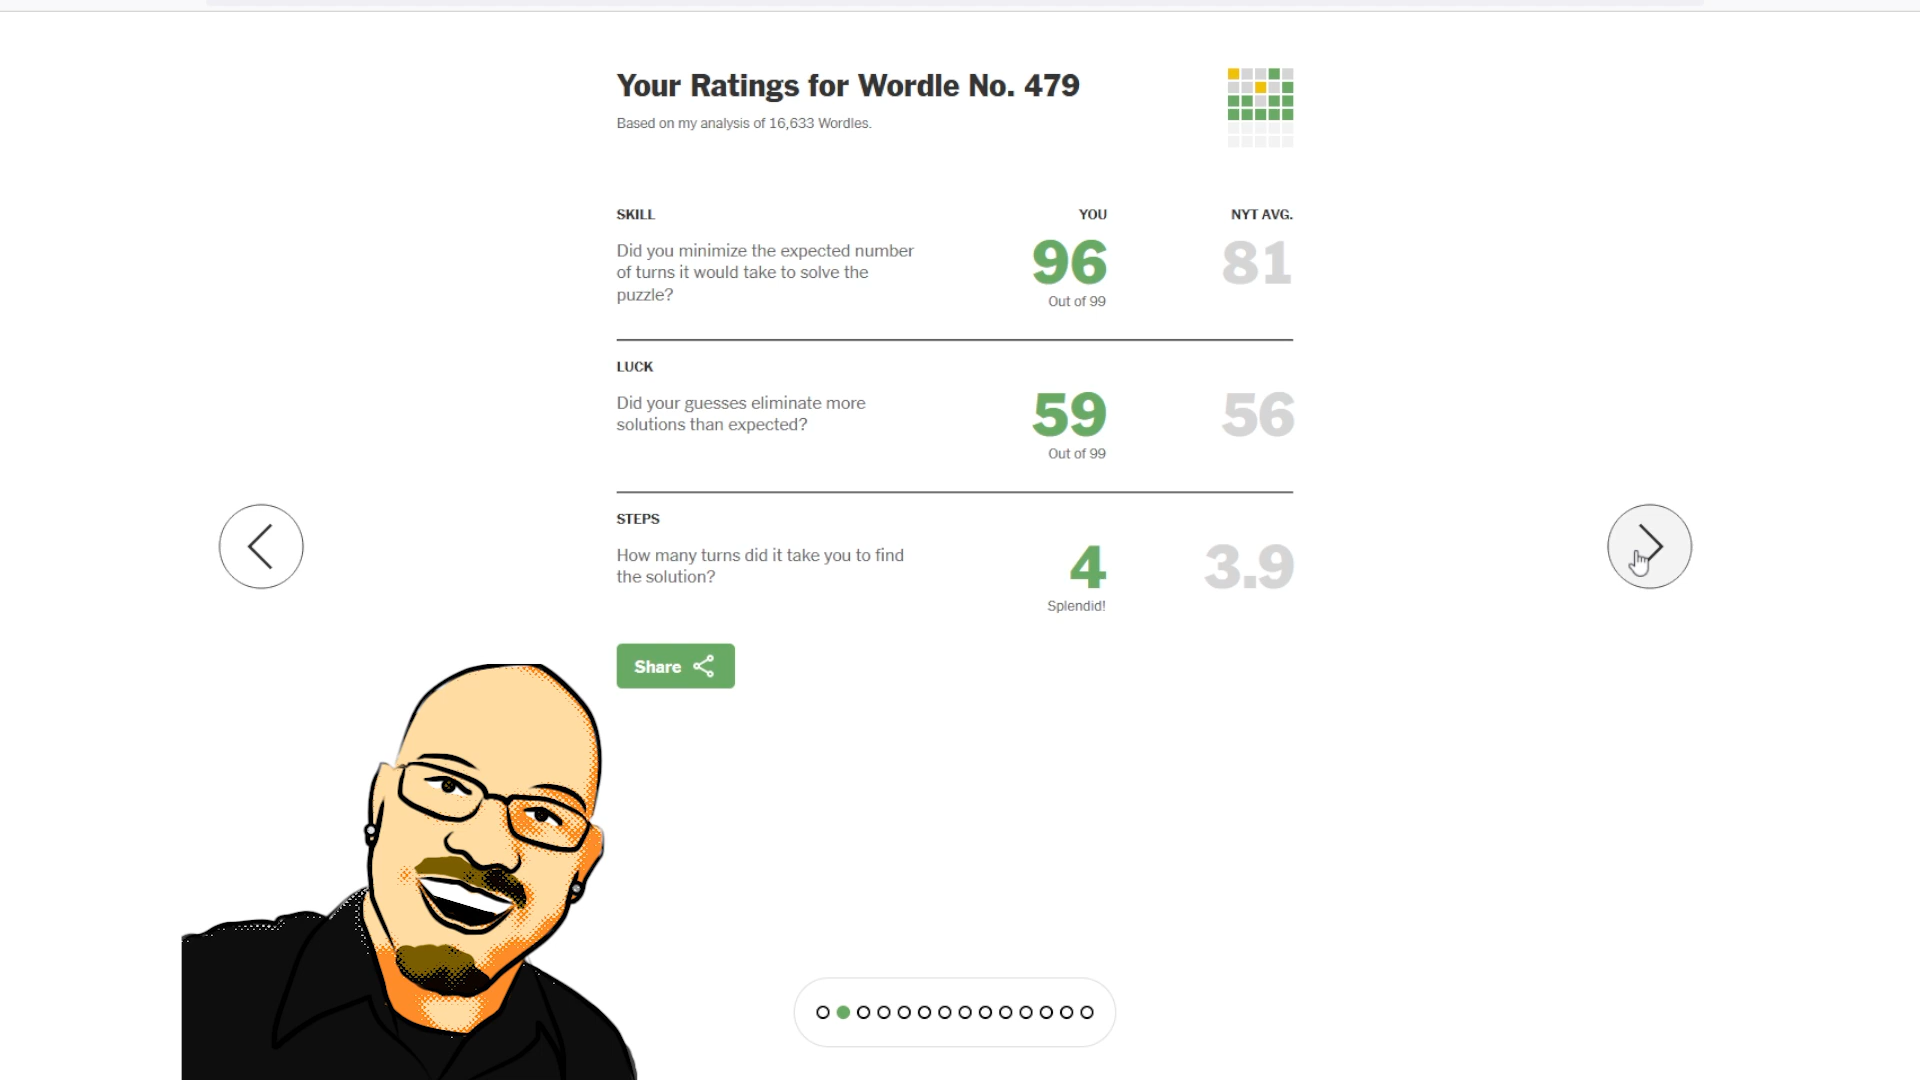 Your Ratings for Wordle No. 479
Based on my analysis of 16,633 Wordles.
SKILL YOU NYT AVG.
Did you minimize the expected number
of turns it would take to solve the
puzzle?
96 81
Out of 99
LUCK
Did your guesses eliminate more
solutions than expected?
59 56
Out of 99
STEPS
How many turns did it take you to find
the solution?
4 3.9
Splendid!
Share